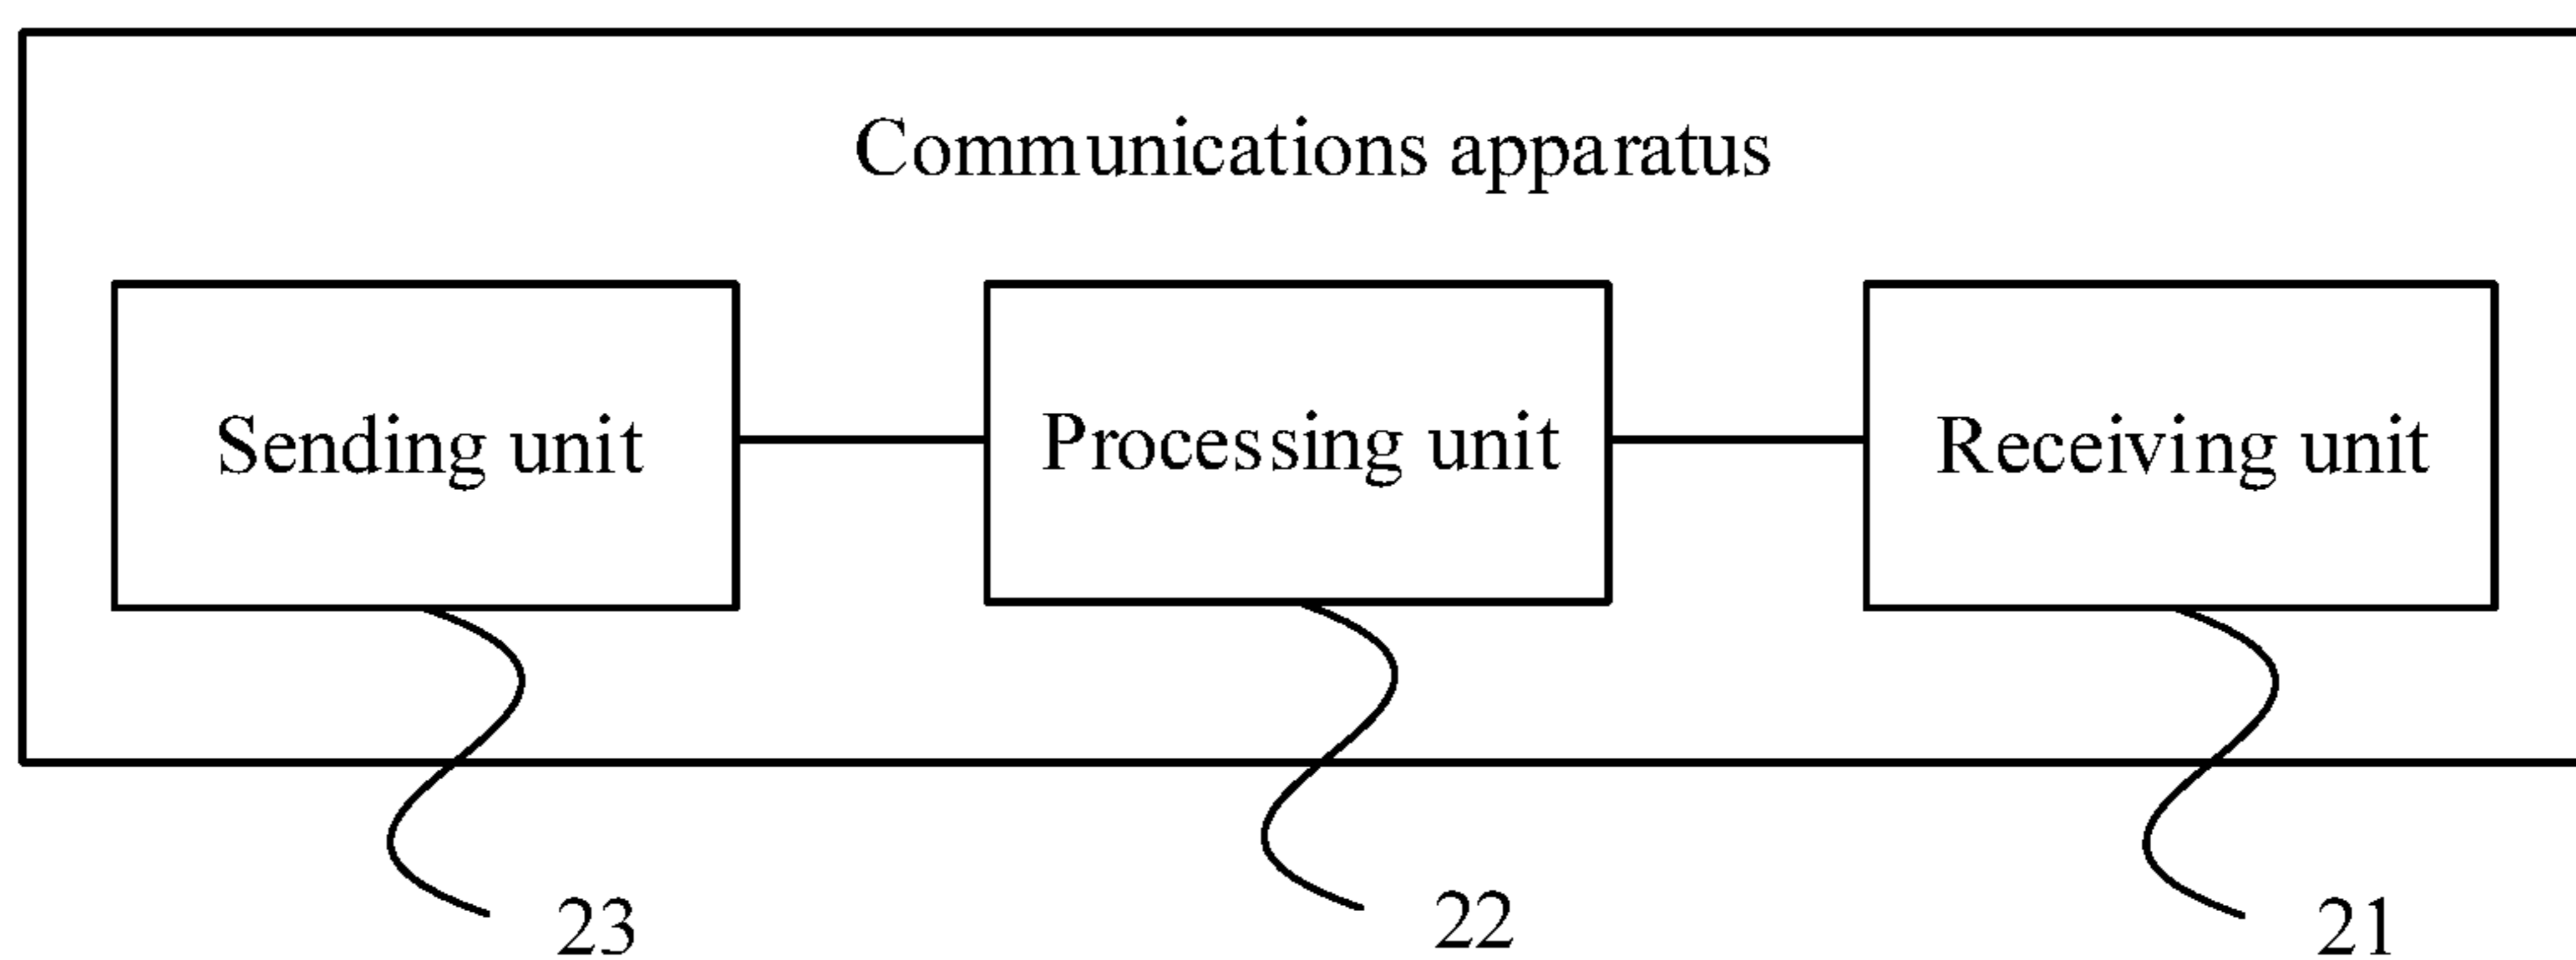 Communications apparatus
Sending unit
Processing unit
Receiving unit
23
22
21